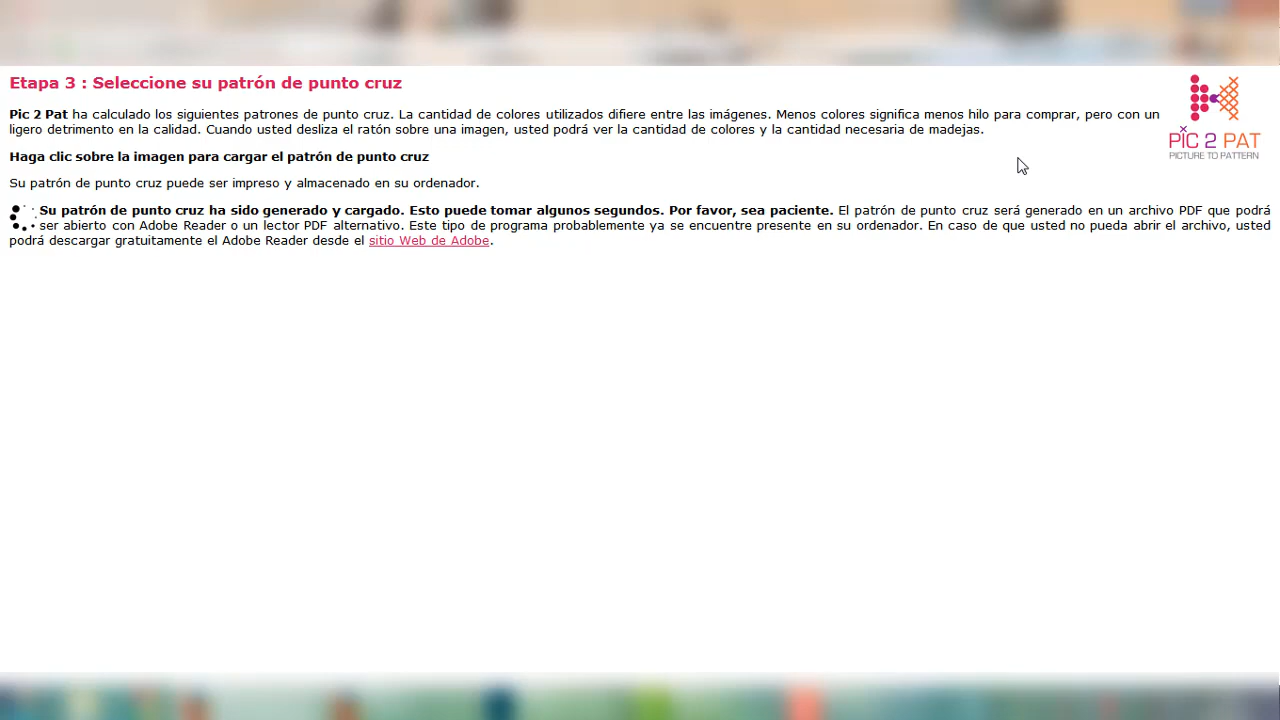 Etapa 3 : Seleccione su patrón de punto cruz
Pic 2 Pat ha calculado los siguientes patrones de punto cruz. La cantidad de colores utilizados difiere entre las imágenes. Menos colores significa menos hilo para comprar, pero con un
ligero detrimento en la calidad. Cuando usted desliza el ratón sobre una imagen, usted podrá ver la cantidad de colores y la cantidad necesaria de madejas.
PIC 2 PAT
PICTURE TO PATTERN
Haga clic sobre la imagen para cargar el patrón de punto cruz
Su patrón de punto cruz puede ser impreso y almacenado en su ordenador.
Su patrón de punto cruz ha sido generado y cargado. Esto puede tomar algunos segundos. Por favor, sea paciente. El patrón de punto cruz será generado en un archivo PDF que podrá
ser abierto con Adobe Reader o un lector PDF alternativo. Este tipo de programa probablemente ya se encuentre presente en su ordenador. En caso de que usted no pueda abrir el archivo, usted
podrá descargar gratuitamente el Adobe Reader desde el sitio Web de Adobe.